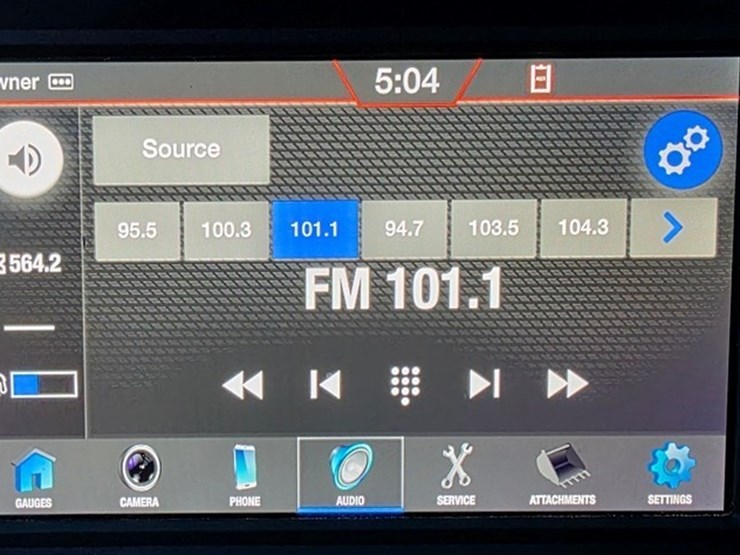 wner
5:04
Source
95.5 100.3 101.1 94.7 103.5 104.3
564.2
FM 101.1
GAUGES CAMERA PHONE AUDIO SERVICE ATTACHMENTS SETTINGS